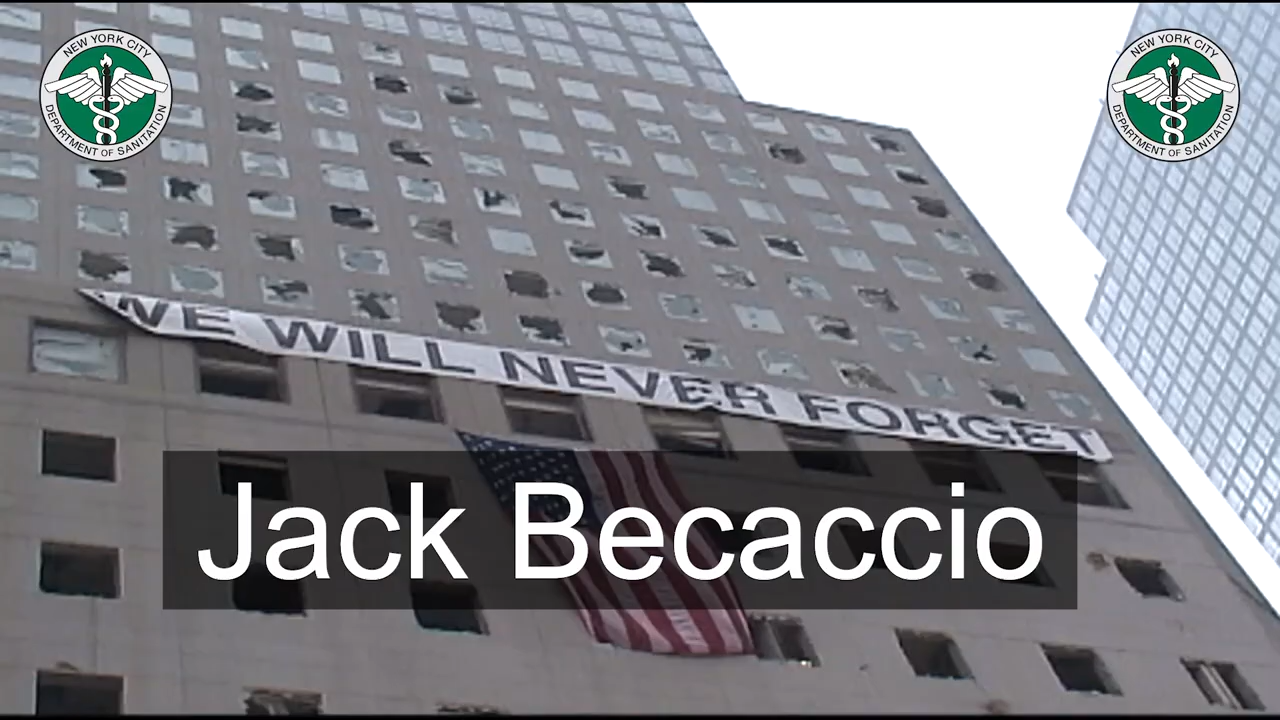 NEW YORK CITY
DEPARTMENT OF SANITATION
NEW YORK CITY
DEPARTMENT OF SANITATION
WE WILL NEVER FORGET
Jack Becaccio